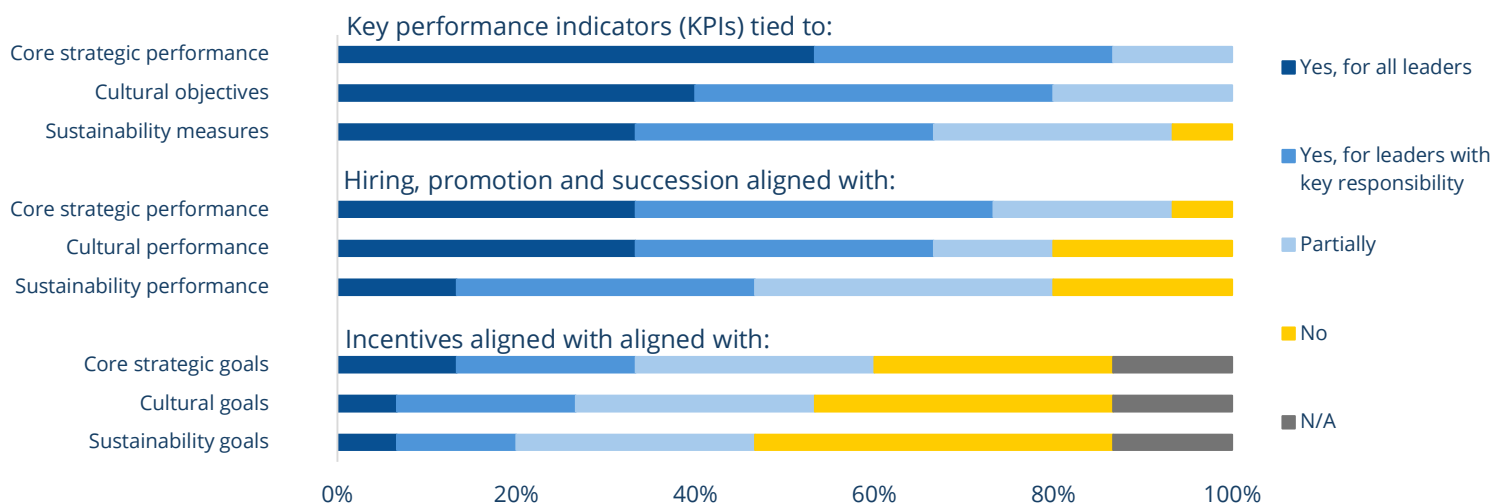 Key performance indicators (KPIs) tied to:
Core strategic performance
Cultural objectives
Sustainability measures
Hiring, promotion and succession aligned with:
Core strategic performance
Cultural performance
Sustainability performance
Incentives aligned with aligned with:
Core strategic goals
Cultural goals
Sustainability goals
0% 20% 40% 60% 80% 100%
Yes, for all leaders
Yes, for leaders with
key responsibility
Partially
No
N/A